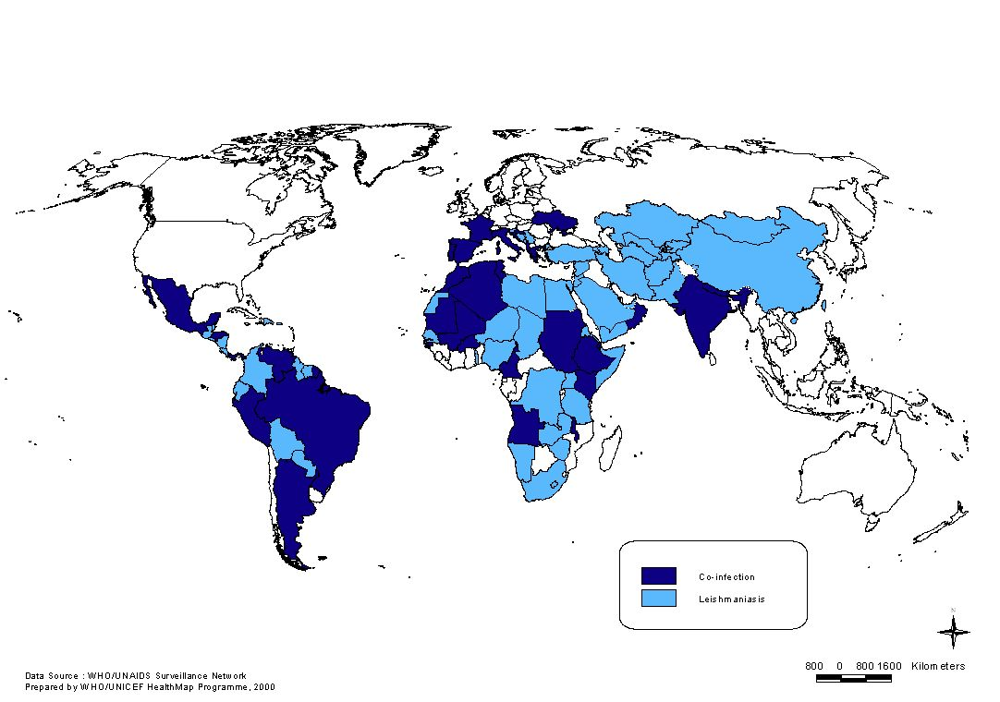 Co-infection
Leishmaniasis
N
800 0 800 1600 Kilometers
Data Source : WHO/UNAIDS Surveillance Network
Prepared by WHO/UNICEF HealthMap Programme, 2000